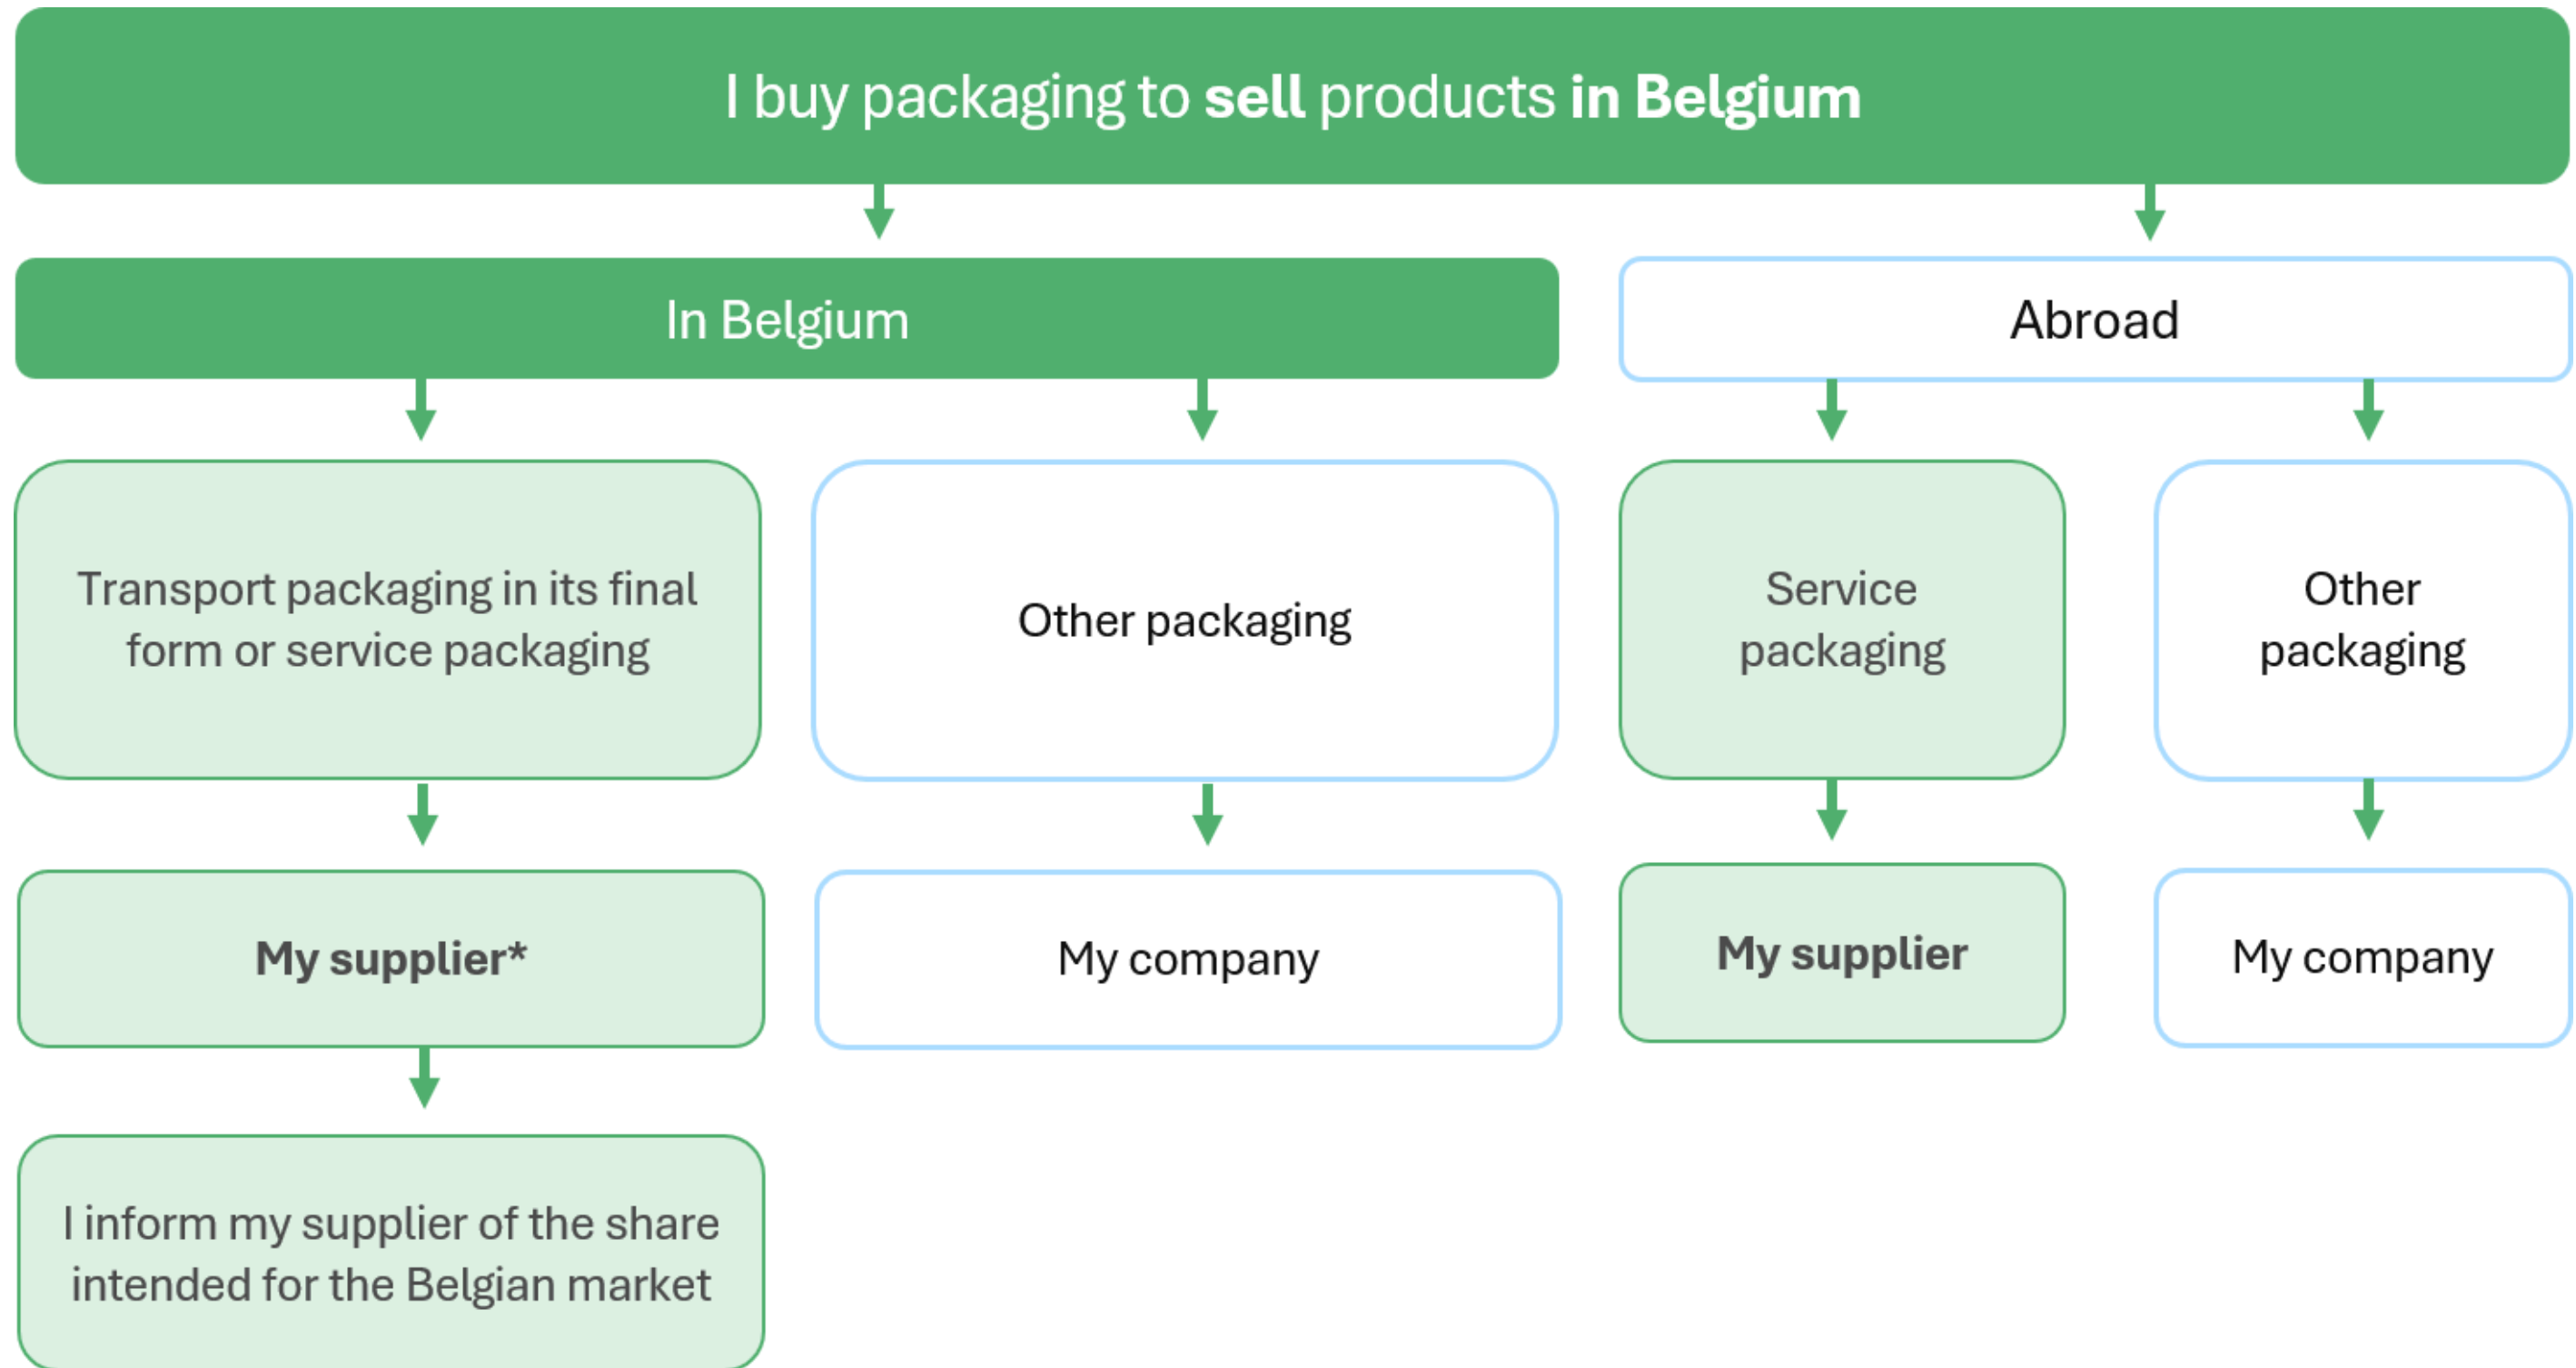 I buy packaging to sell products in Belgium
In Belgium
Abroad
Transport packaging in its final
form or service packaging
Other packaging
Service
packaging
Other
packaging
My supplier*
My company
My supplier
My company
I inform my supplier of the share
intended for the Belgian market